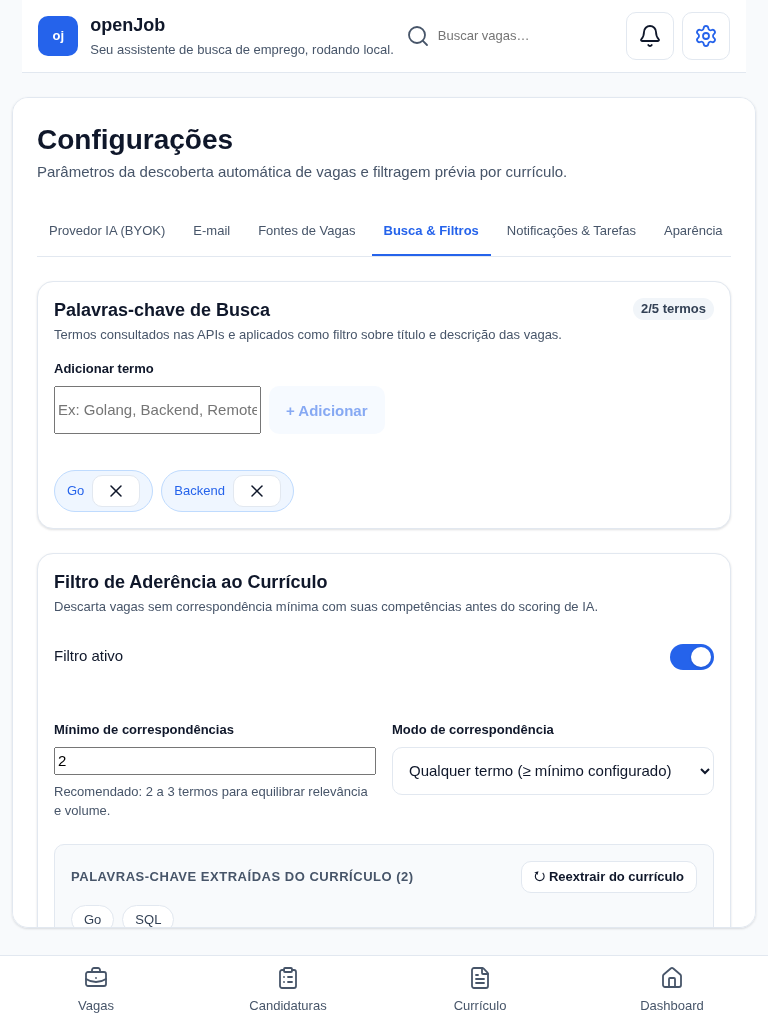 oj
openJob
Seu assistente de busca de emprego, rodando local.
Buscar vagas…
Configurações
Parâmetros da descoberta automática de vagas e filtragem prévia por currículo.
Provedor IA (BYOK)
E-mail
Fontes de Vagas
Busca & Filtros
Notificações & Tarefas
Aparência
Palavras-chave de Busca
2/5 termos
Termos consultados nas APIs e aplicados como filtro sobre título e descrição das vagas.
Adicionar termo
Ex: Golang, Backend, Remote
+ Adicionar
Go
Backend
Filtro de Aderência ao Currículo
Descarta vagas sem correspondência mínima com suas competências antes do scoring de IA.
Filtro ativo
Mínimo de correspondências
Modo de correspondência
2
Qualquer termo (≥ mínimo configurado)
Recomendado: 2 a 3 termos para equilibrar relevância
e volume.
PALAVRAS-CHAVE EXTRAÍDAS DO CURRÍCULO (2)
↻ Reextrair do currículo
Go
SQL
Vagas
Candidaturas
Currículo
Dashboard